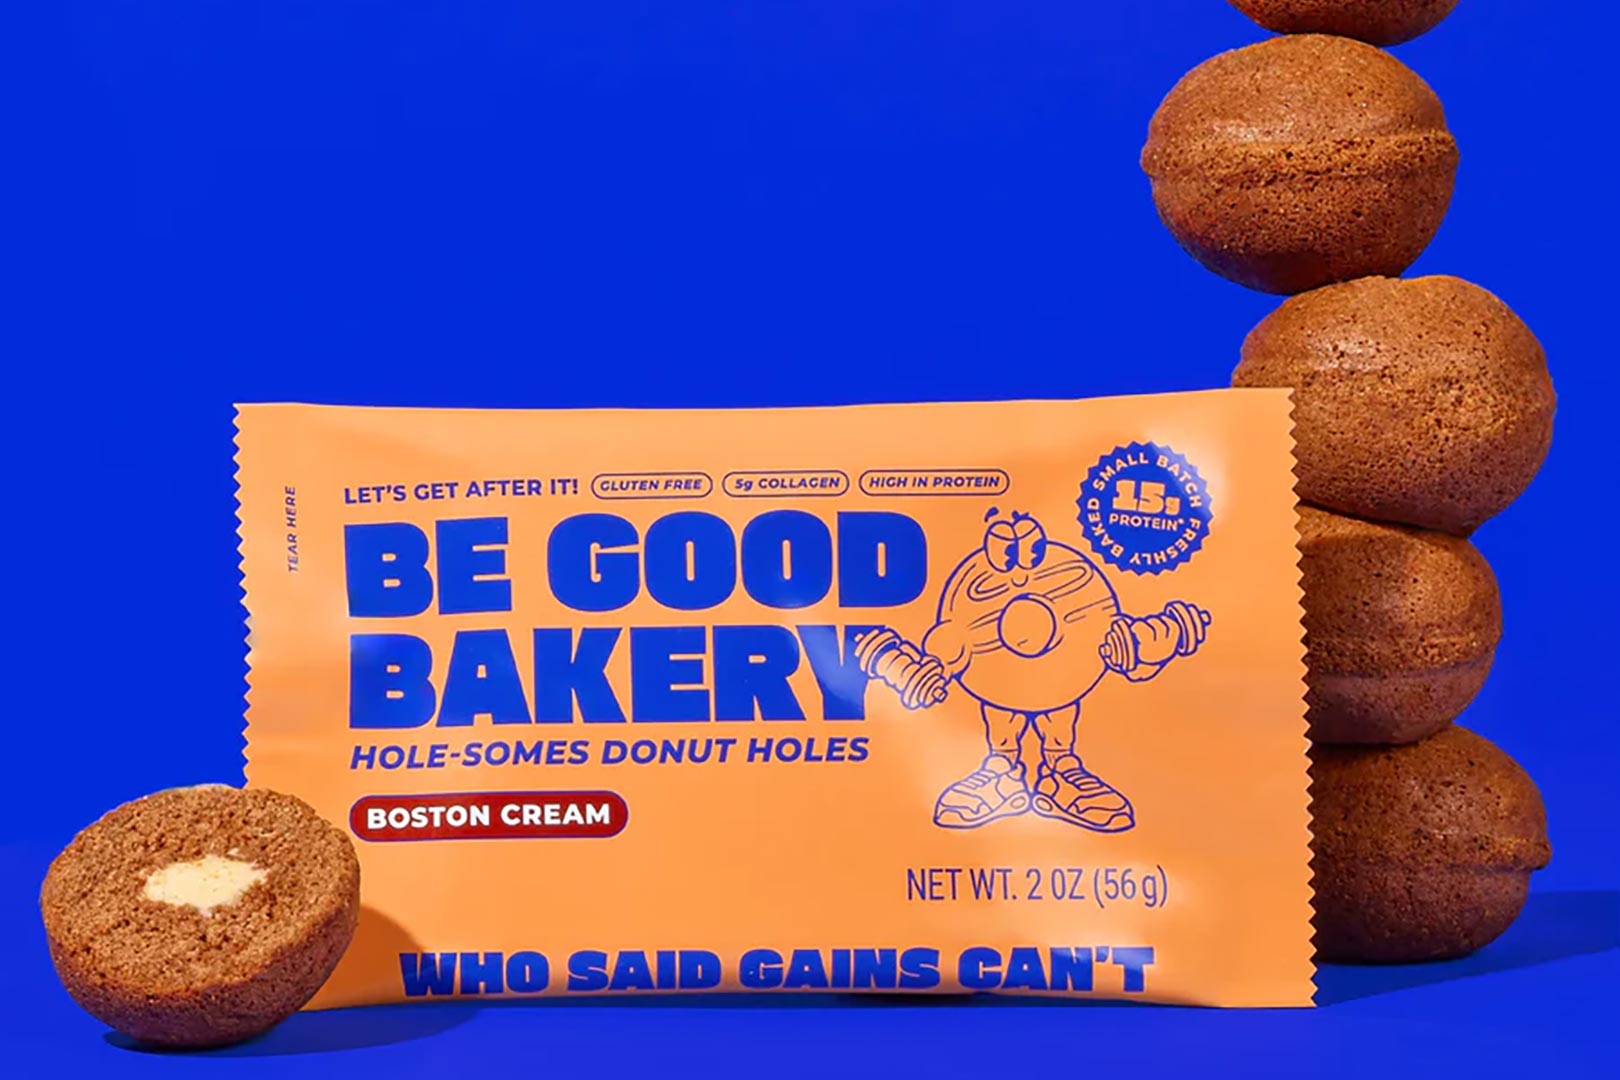 TEAR HERE
LET'S GET AFTER IT! GLUTEN FREE 5g COLLAGEN HIGH IN PROTEIN
BE GOOD
BAKERY
HOLE-SOMES DONUT HOLES
BOSTON CREAM
SMALL BATCH FRESHLY BAKED
15g
PROTEIN*
NET WT. 2 OZ (56 g)
WHO SAID GAINS CAN'T